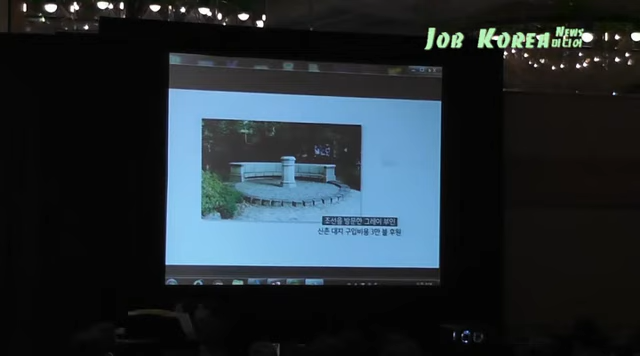 JOB KOREA NEWS 미디어
조선을 방문한 그레이 부인
신촌 대지 구입비용 3만 불 후원